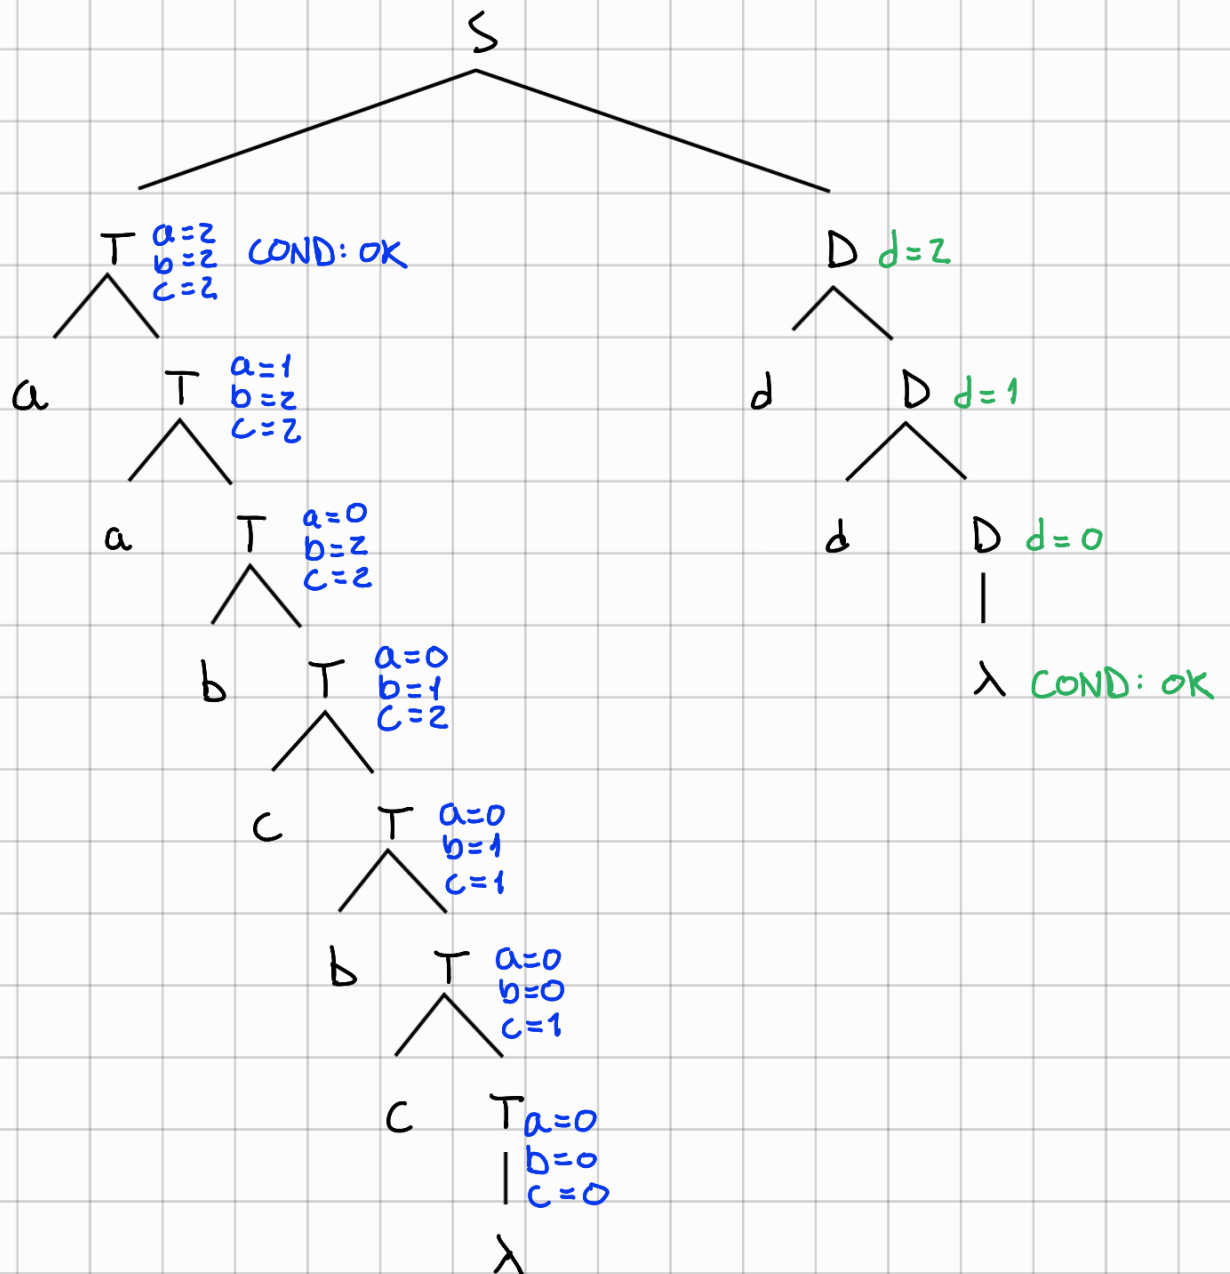 S
T a=2 COND: OK D d=2
b=2
c=2
a T a=1 d D d=1
b=2
c=2
a T a=0 d D d=0
b=2
c=2
b T a=0 λ COND: OK
b=1
c=2
c T a=0
b=1
c=1
b T a=0
b=0
c=1
c T a=0
b=0
c=0
λ